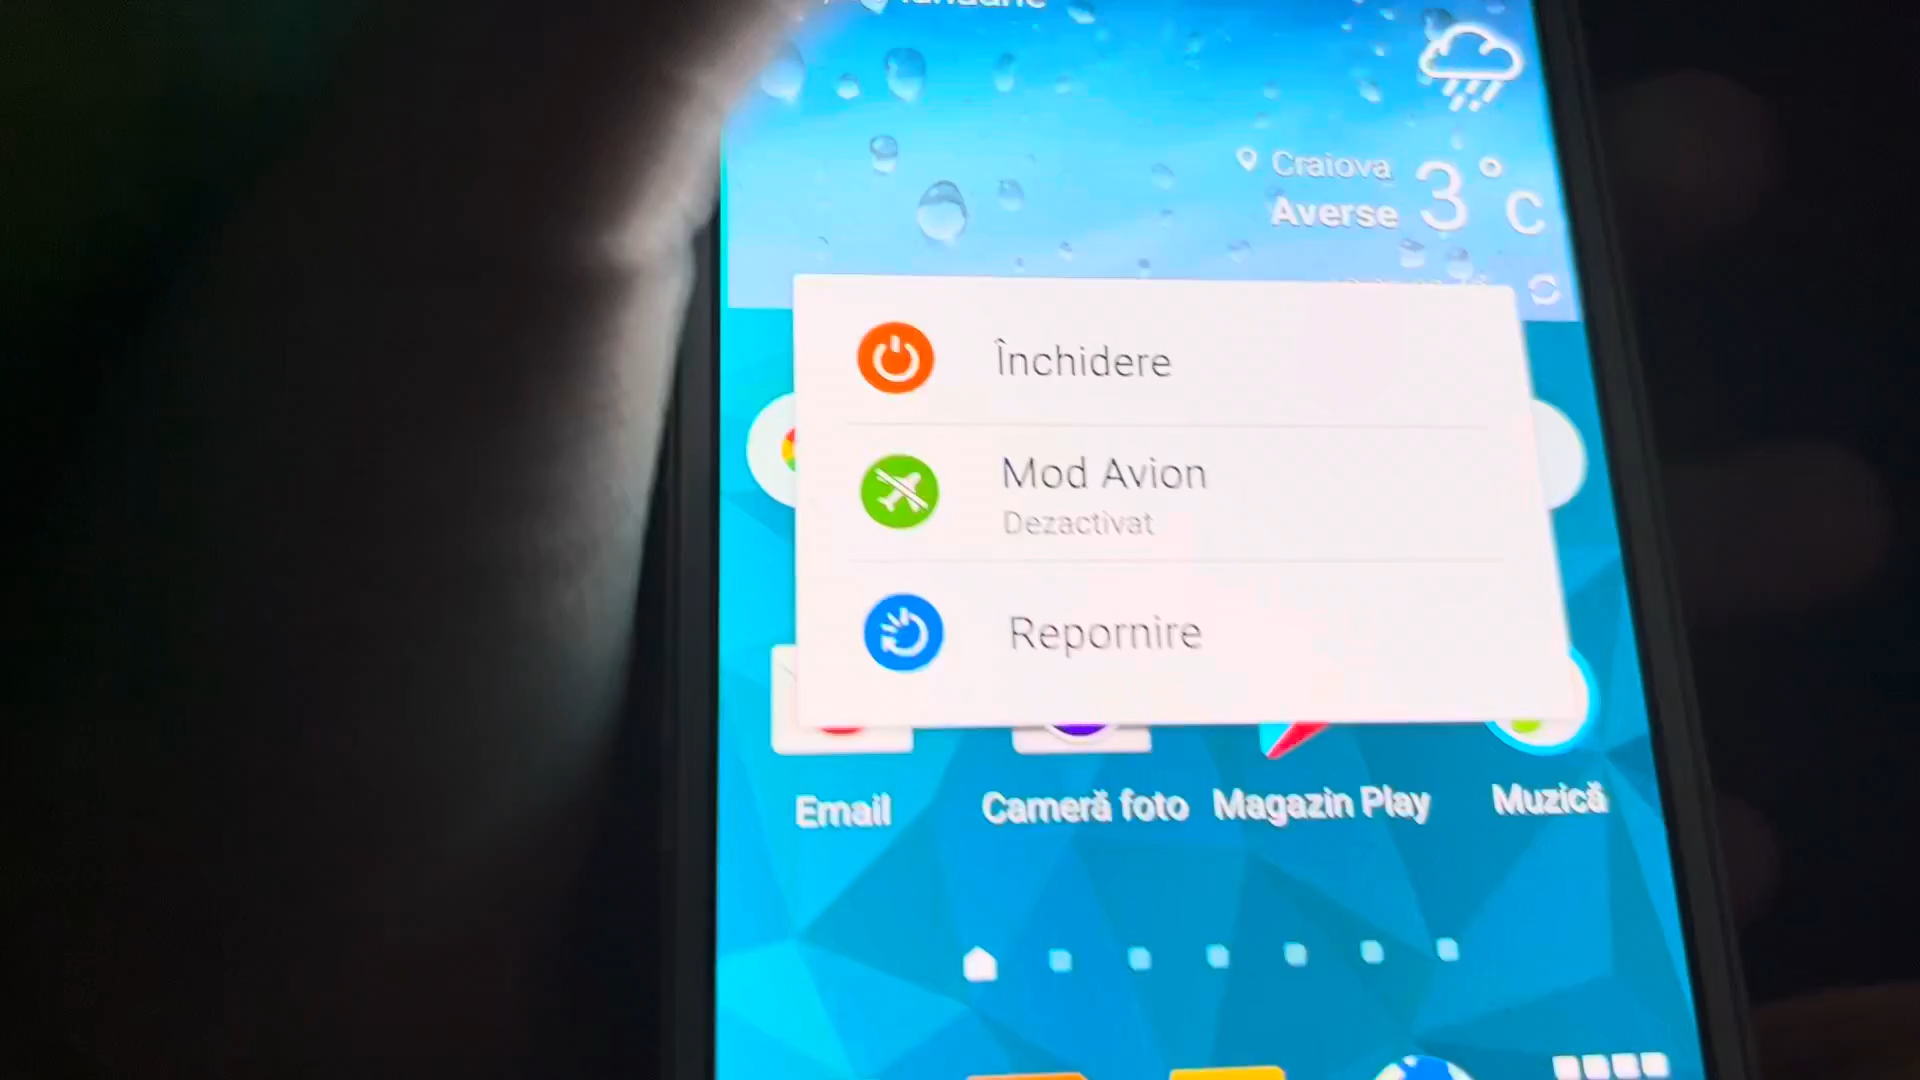 Craiova
Averse
3°C
Închidere
Mod Avion
Dezactivat
Repornire
Email
Cameră foto
Magazin Play
Muzică